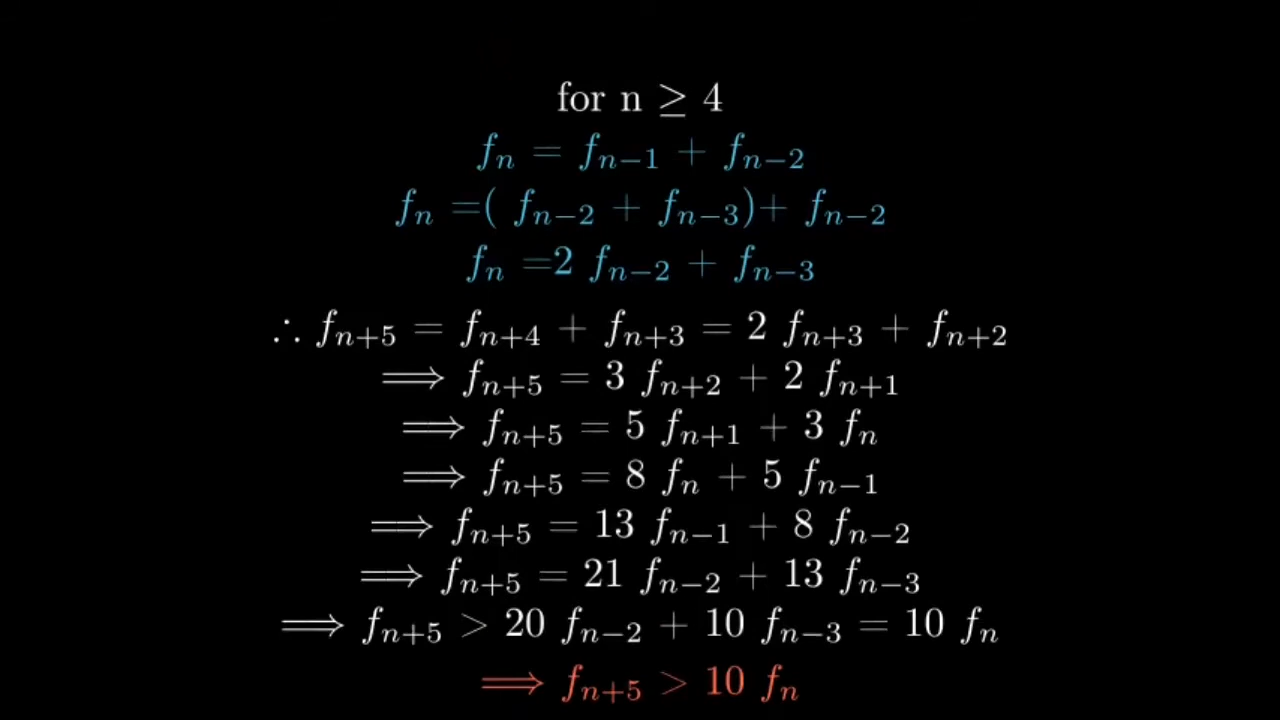 for n ≥ 4
fₙ = fₙ₋₁ + fₙ₋₂
fₙ =( fₙ₋₂ + fₙ₋₃)+ fₙ₋₂
fₙ =2 fₙ₋₂ + fₙ₋₃
∴ fₙ₊₅ = fₙ₊₄ + fₙ₊₃ = 2 fₙ₊₃ + fₙ₊₂
⟹ fₙ₊₅ = 3 fₙ₊₂ + 2 fₙ₊₁
⟹ fₙ₊₅ = 5 fₙ₊₁ + 3 fₙ
⟹ fₙ₊₅ = 8 fₙ + 5 fₙ₋₁
⟹ fₙ₊₅ = 13 fₙ₋₁ + 8 fₙ₋₂
⟹ fₙ₊₅ = 21 fₙ₋₂ + 13 fₙ₋₃
⟹ fₙ₊₅ > 20 fₙ₋₂ + 10 fₙ₋₃ = 10 fₙ
⟹ fₙ₊₅ > 10 fₙ